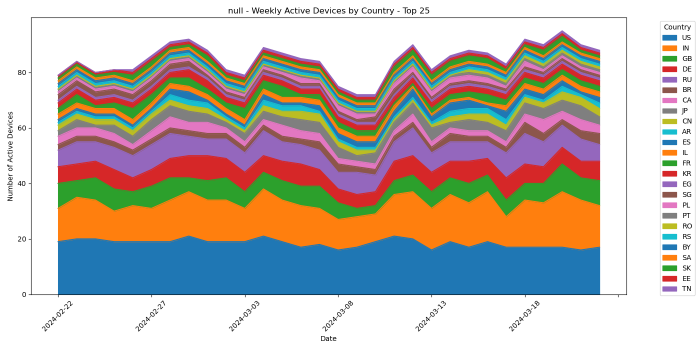 null - Weekly Active Devices by Country - Top 25
Number of Active Devices
80
60
40
20
0
2024-02-22
2024-02-27
2024-03-03
2024-03-08
2024-03-13
2024-03-18
Date
Country
US
IN
GB
DE
RU
BR
CA
JP
CN
AR
ES
IL
FR
KR
EG
SG
PL
PT
RO
RS
BY
SA
SK
EE
TN